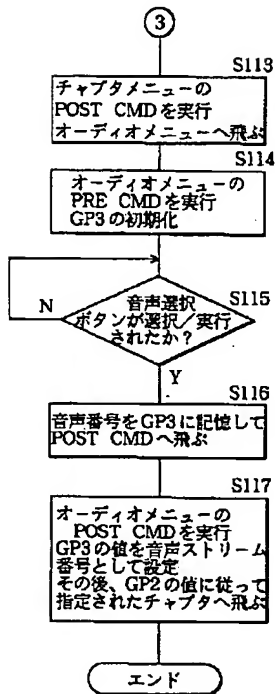 3
S113
チャプタメニューの
POST CMDを実行
オーディオメニューへ飛ぶ
S114
オーディオメニューの
PRE CMDを実行
GP3の初期化
S115
音声選択
ボタンが選択/実行
されたか?
N
Y
S116
音声番号をGP3に記憶して
POST CMDへ飛ぶ
S117
オーディオメニューの
POST CMDを実行
GP3の値を音声ストリーム
番号として設定
その後、GP2の値に従って
指定されたチャプタへ飛ぶ
エンド